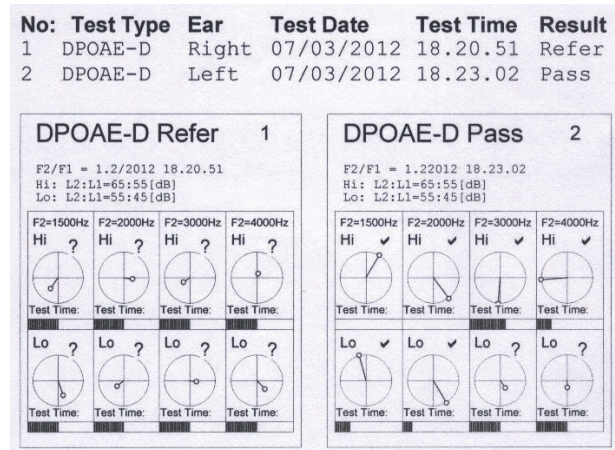 No: Test Type Ear Test Date Test Time Result
1 DPOAE-D Right 07/03/2012 18.20.51 Refer
2 DPOAE-D Left 07/03/2012 18.23.02 Pass
DPOAE-D Refer 1
F2/F1 = 1.2/2012 18.20.51
Hi: L2:L1=65:55[dB]
Lo: L2:L1=55:45[dB]
F2=1500Hz F2=2000Hz F2=3000Hz F2=4000Hz
Hi ? Hi ? Hi ? Hi ?
Test Time: Test Time: Test Time: Test Time:
Lo ? Lo ? Lo ? Lo ?
Test Time: Test Time: Test Time: Test Time:
DPOAE-D Pass 2
F2/F1 = 1.22012 18.23.02
Hi: L2:L1=65:55[dB]
Lo: L2:L1=55:45[dB]
F2=1500Hz F2=2000Hz F2=3000Hz F2=4000Hz
Hi ✔ Hi ✔ Hi ✔ Hi ✔
Test Time: Test Time: Test Time: Test Time:
Lo ✔ Lo ✔ Lo ? Lo ?
Test Time: Test Time: Test Time: Test Time: